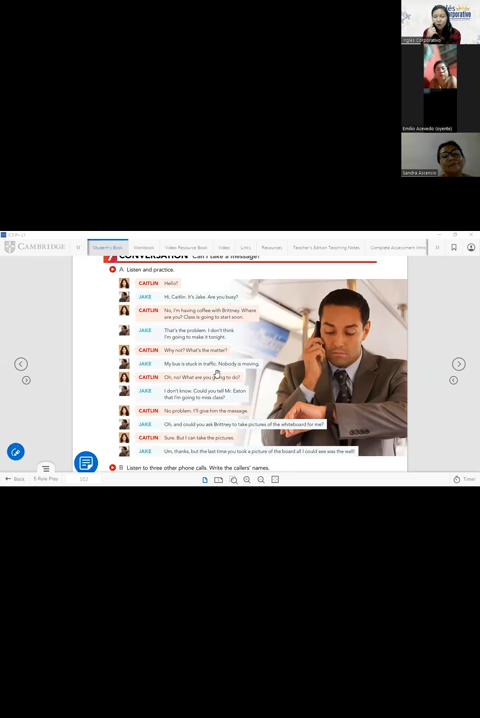 Inglés Corporativo
Emilio Acevedo (oyente)
Sandra Ascensio
CAMBRIDGE
Student's Book
Workbook
Video Resource Book
Video
Links
Resources
Teacher's Edition Teaching Notes
Complete Assessment
CONVERSATION Can I take a message?
A Listen and practice.
CAITLIN Hello?
JAKE Hi, Caitlin. It's Jake. Are you busy?
CAITLIN No, I'm having coffee with Brittney. Where
are you? Class is going to start soon.
JAKE That's the problem. I don't think
I'm going to make it tonight.
CAITLIN Why not? What's the matter?
JAKE My bus is stuck in traffic. Nobody is moving.
CAITLIN Oh, no! What are you going to do?
JAKE I don't know. Could you tell Mr. Eaton
that I'm going to miss class?
CAITLIN No problem. I'll give him the message.
JAKE Oh, and could you ask Brittney to take pictures of the whiteboard for me?
CAITLIN Sure. But I can take the pictures.
JAKE Um, thanks, but the last time you took a picture of the board all I could see was the wall!
B Listen to three other phone calls. Write the callers' names.
Back
5 Role Play
102
Timer